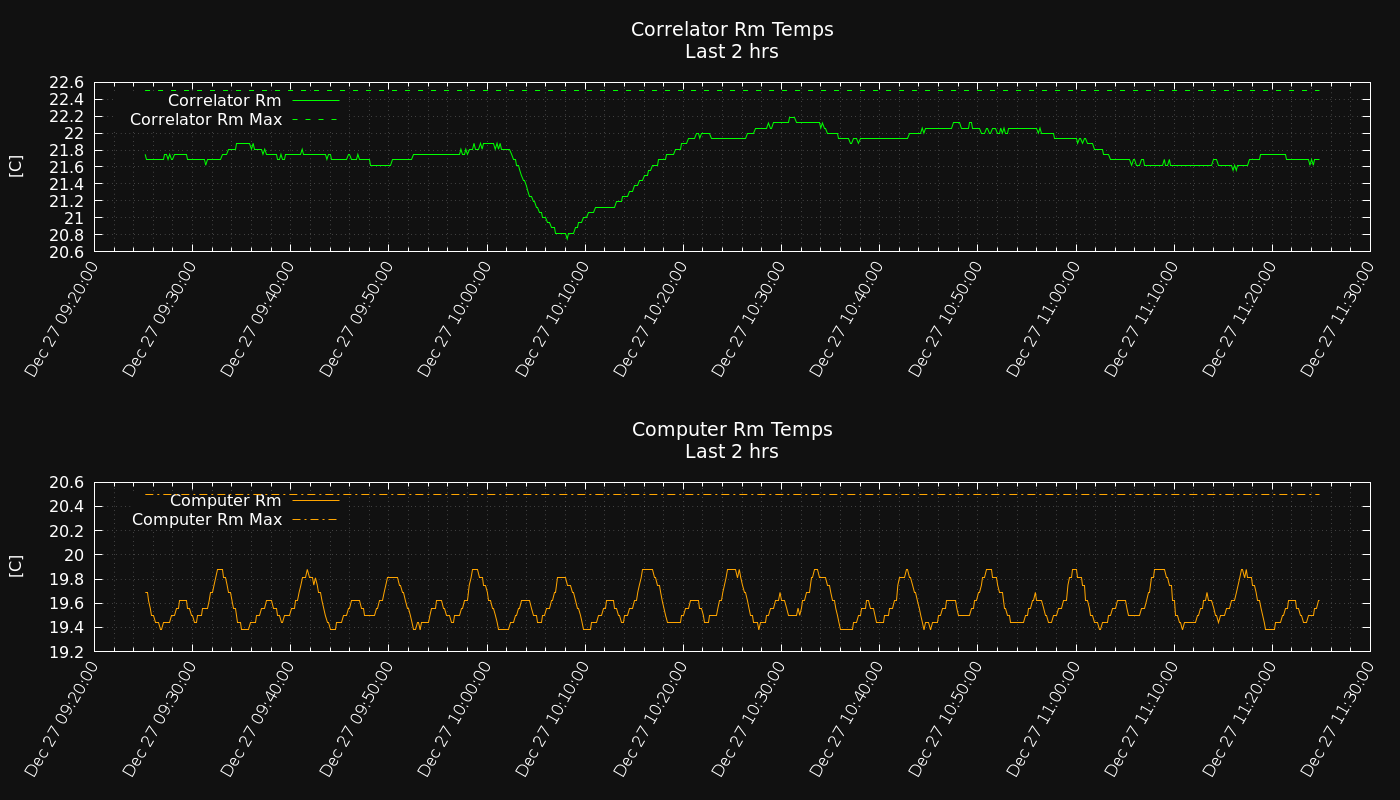 Correlator Rm Temps
Last 2 hrs
22.6
22.4
22.2
22
21.8
21.6
21.4
21.2
21
20.8
20.6
[C]
Correlator Rm
Correlator Rm Max
Dec 27 09:20:00
Dec 27 09:30:00
Dec 27 09:40:00
Dec 27 09:50:00
Dec 27 10:00:00
Dec 27 10:10:00
Dec 27 10:20:00
Dec 27 10:30:00
Dec 27 10:40:00
Dec 27 10:50:00
Dec 27 11:00:00
Dec 27 11:10:00
Dec 27 11:20:00
Dec 27 11:30:00
Computer Rm Temps
Last 2 hrs
20.6
20.4
20.2
20
19.8
19.6
19.4
19.2
[C]
Computer Rm
Computer Rm Max
Dec 27 09:20:00
Dec 27 09:30:00
Dec 27 09:40:00
Dec 27 09:50:00
Dec 27 10:00:00
Dec 27 10:10:00
Dec 27 10:20:00
Dec 27 10:30:00
Dec 27 10:40:00
Dec 27 10:50:00
Dec 27 11:00:00
Dec 27 11:10:00
Dec 27 11:20:00
Dec 27 11:30:00